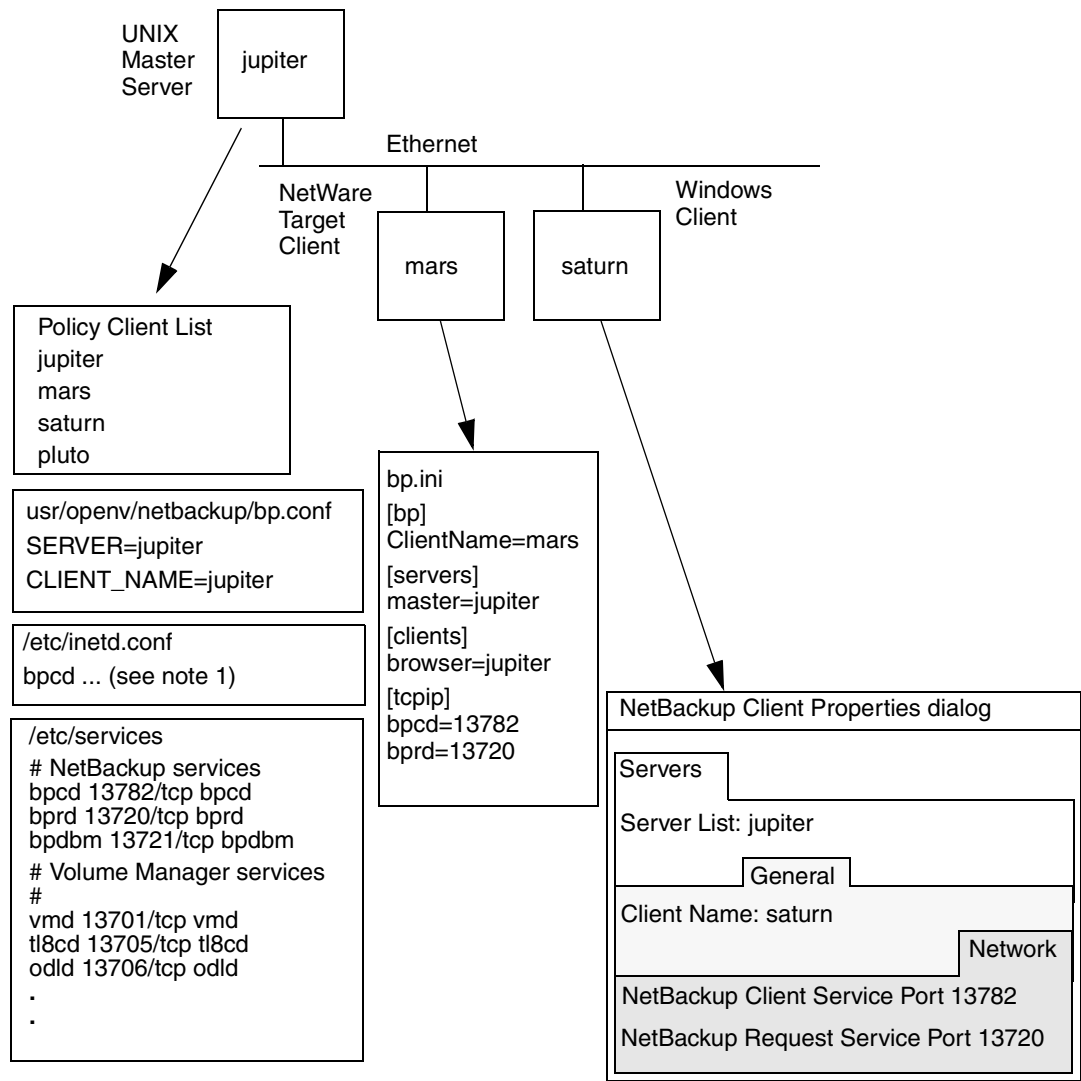 UNIX
Master
Server
jupiter
Ethernet
NetWare
Target
Client
mars
saturn
Windows
Client
Policy Client List
jupiter
mars
saturn
pluto
usr/openv/netbackup/bp.conf
SERVER=jupiter
CLIENT_NAME=jupiter
/etc/inetd.conf
bpcd ... (see note 1)
/etc/services
# NetBackup services
bpcd 13782/tcp bpcd
bprd 13720/tcp bprd
bpdbm 13721/tcp bpdbm
# Volume Manager services
#
vmd 13701/tcp vmd
tl8cd 13705/tcp tl8cd
odld 13706/tcp odld
.
.
bp.ini
[bp]
ClientName=mars
[servers]
master=jupiter
[clients]
browser=jupiter
[tcpip]
bpcd=13782
bprd=13720
NetBackup Client Properties dialog
Servers
Server List: jupiter
General
Client Name: saturn
Network
NetBackup Client Service Port 13782
NetBackup Request Service Port 13720